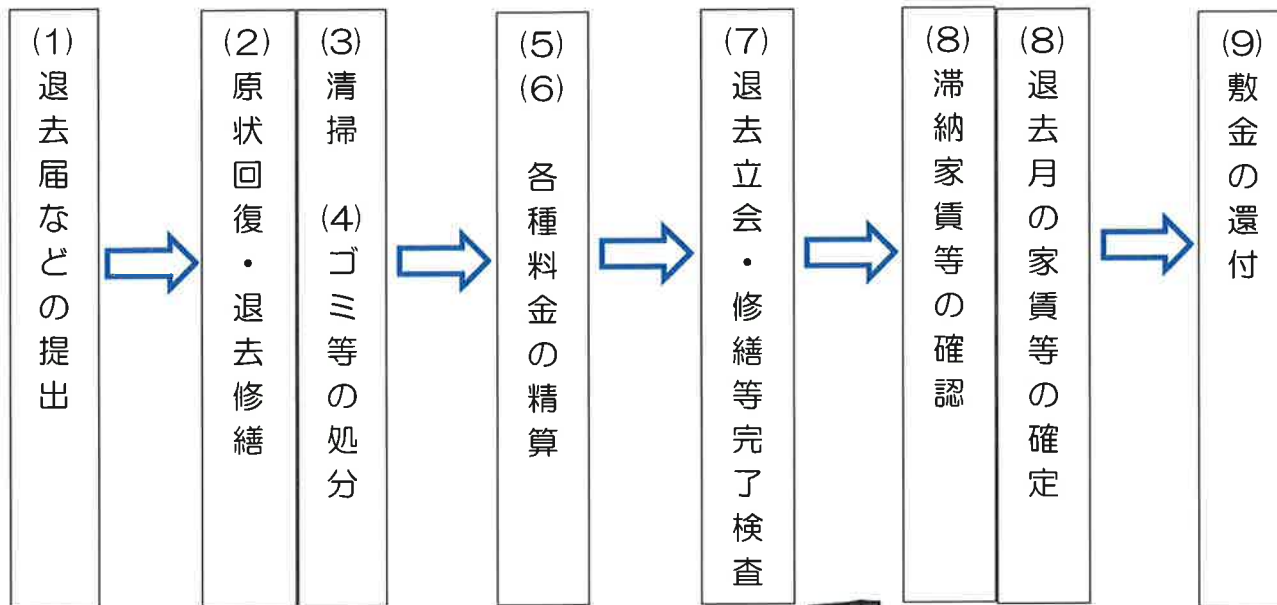 (1)退去届などの提出
(2)原状回復・退去修繕
(3)清掃　(4)ゴミ等の処分
(5)(6)　各種料金の精算
(7)退去立会・修繕等完了検査
(8)滞納家賃等の確認
(8)退去月の家賃等の確定
(9)敷金の還付